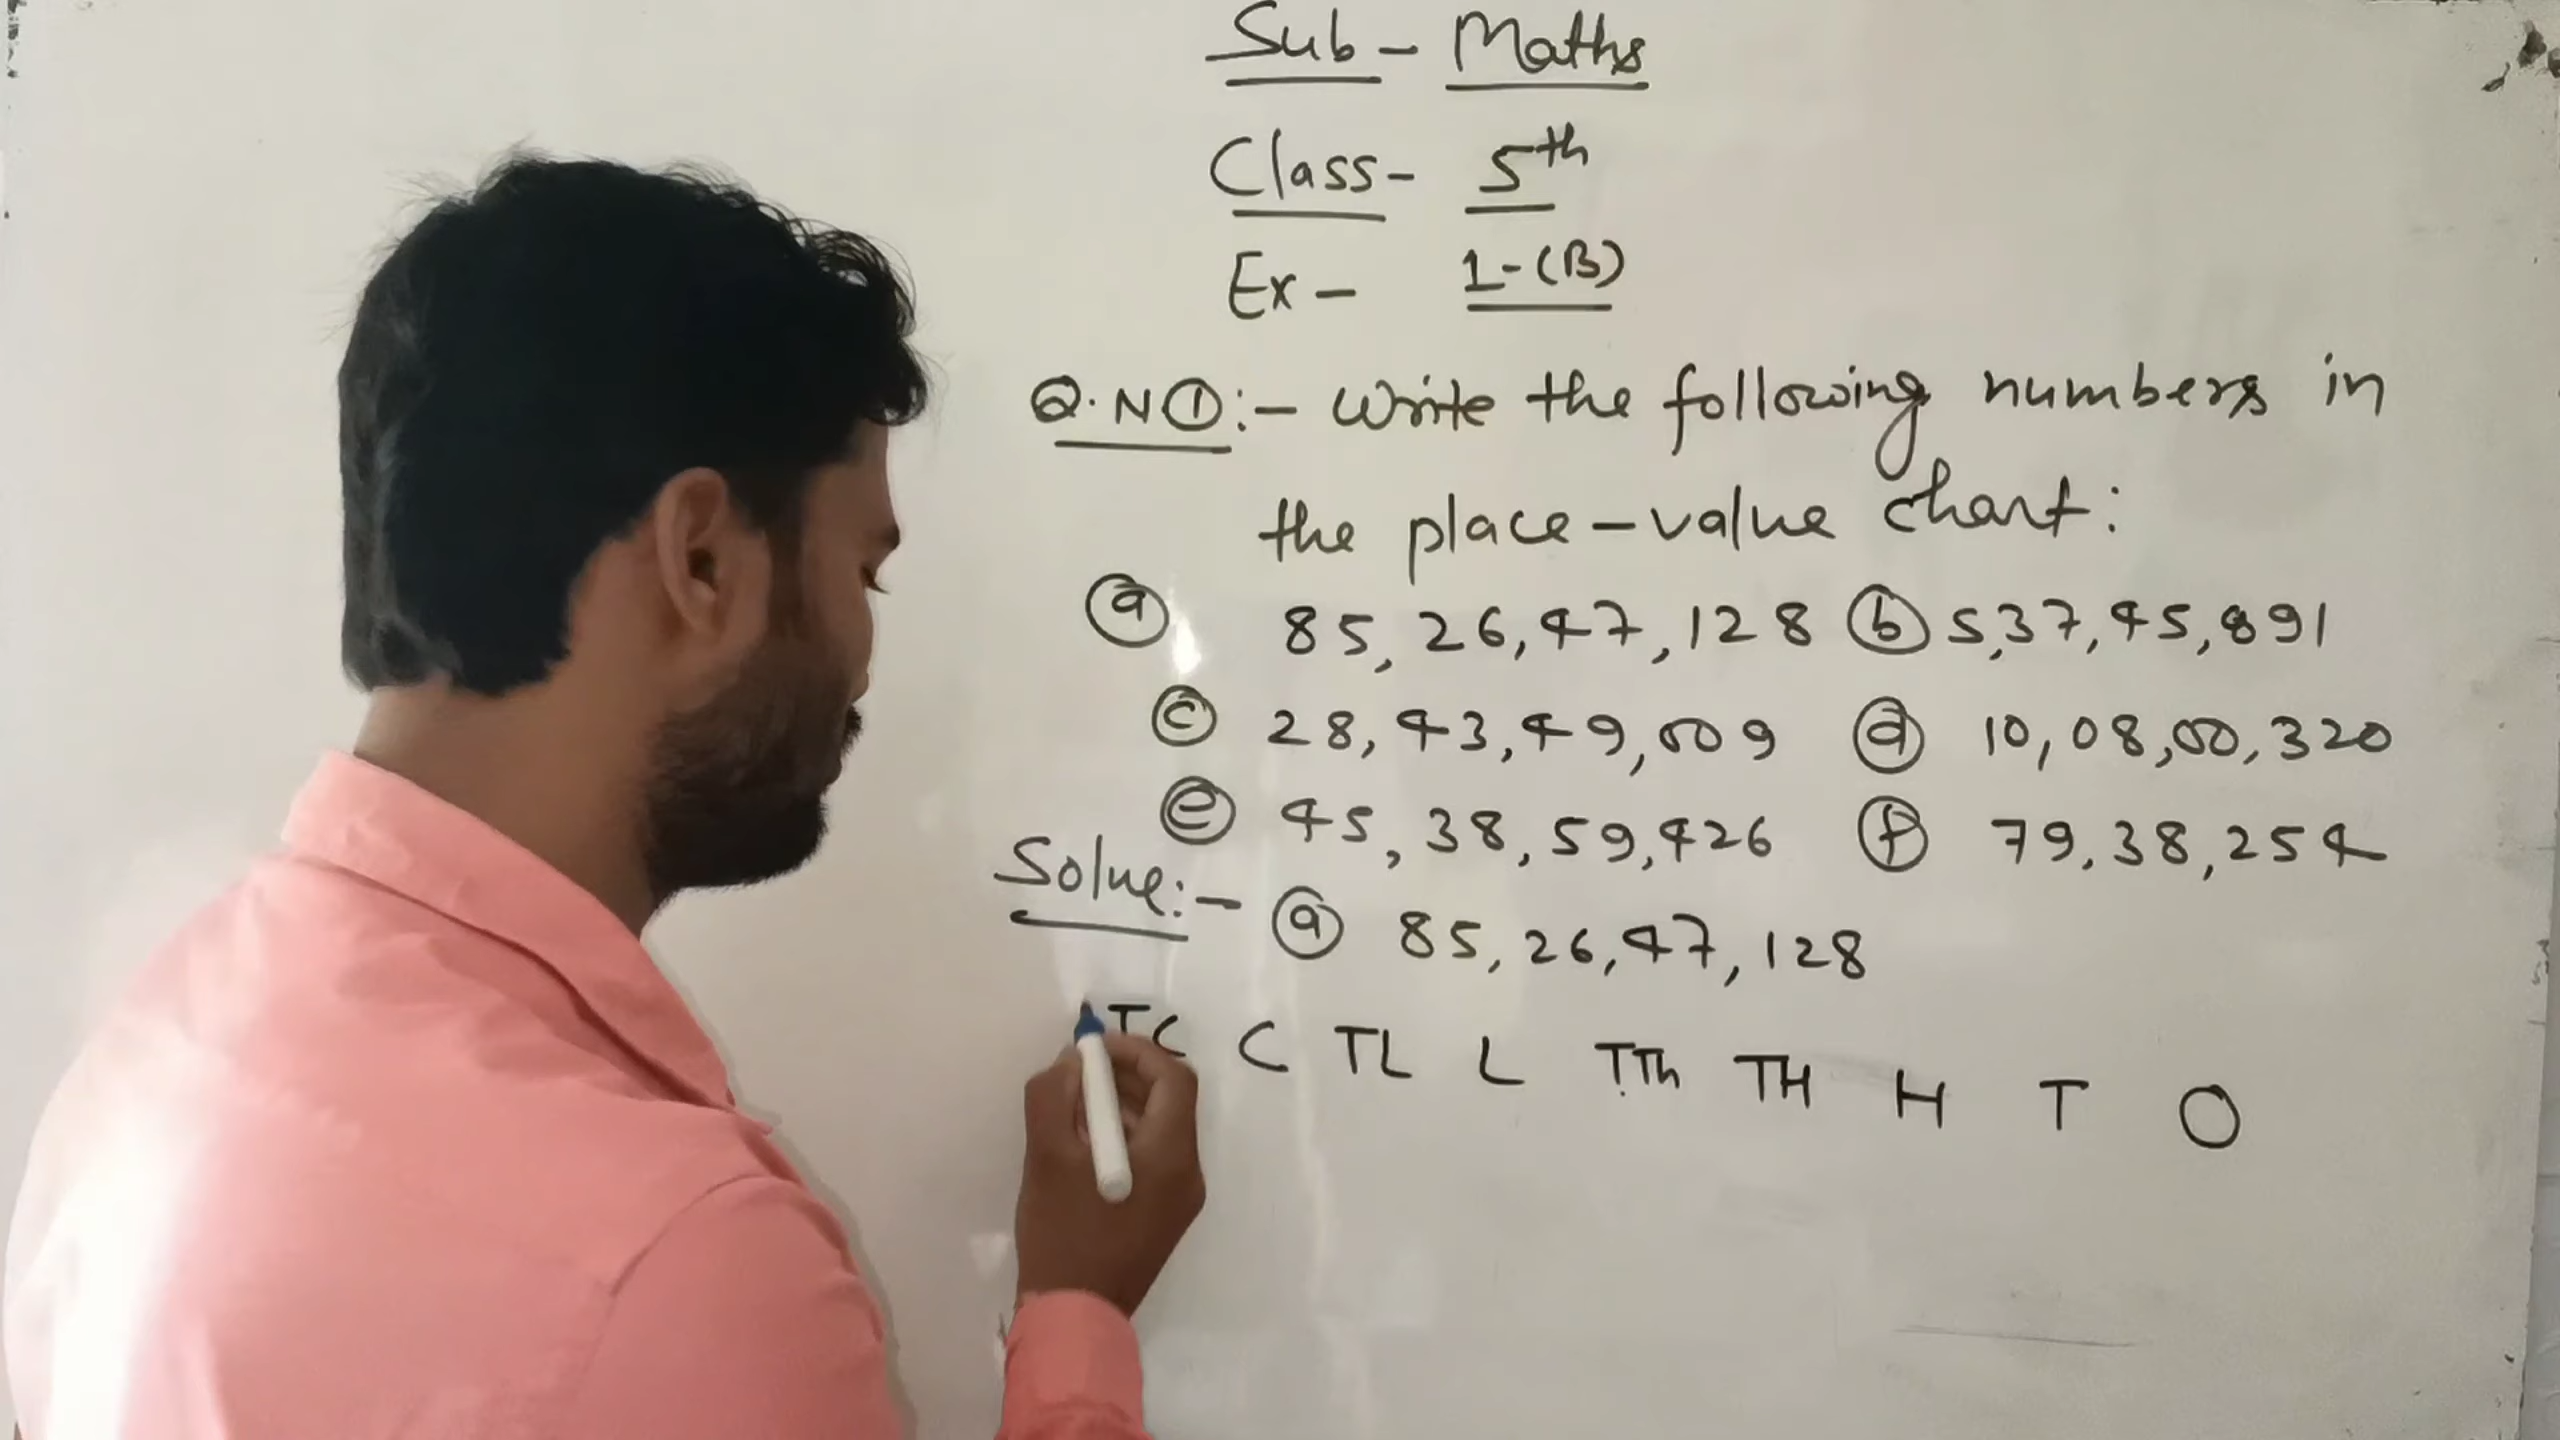 Sub - Maths
Class - 5th
Ex - 1-(B)
Q.N①:- Write the following numbers in
the place-value chart:
ⓐ 85,26,47,128 ⓑ 5,37,45,891
ⓒ 28,43,49,009 ⓓ 10,08,00,320
ⓔ 45,38,59,426 ⓕ 79,38,254
Solve:- ⓐ 85,26,47,128
TC C TL L TTh TH H T O